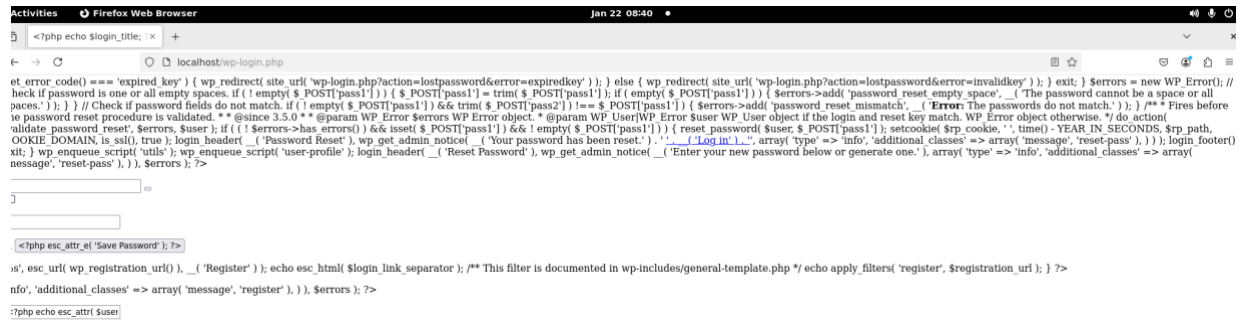 Activities Firefox Web Browser Jan 22 08:40
<?php echo $login_title; × +
localhost/wp-login.php
et_error_code() === 'expired_key' ) { wp_redirect( site_url( 'wp-login.php?action=lostpassword&error=expiredkey' ) ); } else { wp_redirect( site_url( 'wp-login.php?action=lostpassword&error=invalidkey' ) ); } exit; } $errors = new WP_Error(); //
heck if password is one or all empty spaces. if ( ! empty( $_POST['pass1'] ) ) { $_POST['pass1'] = trim( $_POST['pass1'] ); if ( empty( $_POST['pass1'] ) ) { $errors->add( 'password_reset_empty_space', __( 'The password cannot be a space or all
paces.' ) ); } } // Check if password fields do not match. if ( ! empty( $_POST['pass1'] ) && trim( $_POST['pass2'] ) !== $_POST['pass1'] ) { $errors->add( 'password_reset_mismatch', __( 'Error: The passwords do not match.' ) ); } /** * Fires before
he password reset procedure is validated. * * @since 3.5.0 * * @param WP_Error $errors WP Error object. * @param WP_User|WP_Error $user WP_User object if the login and reset key match. WP_Error object otherwise. */ do_action(
validate_password_reset', $errors, $user ); if ( ( ! $errors->has_errors() ) && isset( $_POST['pass1'] ) && ! empty( $_POST['pass1'] ) ) { reset_password( $user, $_POST['pass1'] ); setcookie( $rp_cookie, ' ', time() - YEAR_IN_SECONDS, $rp_path,
OOKIE_DOMAIN, is_ssl(), true ); login_header( __( 'Password Reset' ), wp_get_admin_notice( __( 'Your password has been reset.' ) . ' ' . __( 'Log in' ) . '', array( 'type' => 'info', 'additional_classes' => array( 'message', 'reset-pass' ), ) ) ); login_footer()
xit; } wp_enqueue_script( 'utils' ); wp_enqueue_script( 'user-profile' ); login_header( __( 'Reset Password' ), wp_get_admin_notice( __( 'Enter your new password below or generate one.' ), array( 'type' => 'info', 'additional_classes' => array(
message', 'reset-pass' ), ) ), $errors ); ?>
<?php esc_attr_e( 'Save Password' ); ?>
s', esc_url( wp_registration_url() ), __( 'Register' ) ); echo esc_html( $login_link_separator ); /** This filter is documented in wp-includes/general-template.php */ echo apply_filters( 'register', $registration_url ); } ?>
nfo', 'additional_classes' => array( 'message', 'register' ), ) ), $errors ); ?>
<?php echo esc_attr( $user